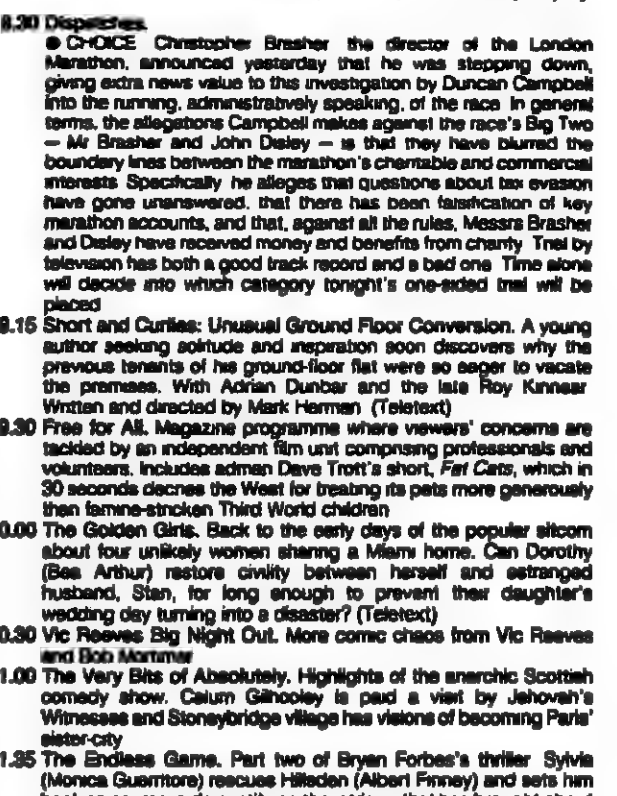 8.30 Dispatches.
● CHOICE Christopher Brasher the director of the London
Marathon, announced yesterday that he was stepping down,
giving extra news value to this investigation by Duncan Campbell
into the running, administratively speaking, of the race In general
terms, the allegations Campbell makes against the race's Big Two
— Mr Brasher and John Disley — is that they have blurred the
boundary lines between the marathon's charitable and commercial
interests Specifically he alleges that questions about tax evasion
have gone unanswered, that there has been falsification of key
marathon accounts, and that, against all the rules, Messrs Brasher
and Disley have received money and benefits from charity Trial by
television has both a good track record and a bad one Time alone
will decide into which category tonight's one-sided trial will be
placed
9.15 Short and Curlies: Unusual Ground Floor Conversion. A young
author seeking solitude and inspiration soon discovers why the
previous tenants of his ground-floor flat were so eager to vacate
the premises. With Adrian Dunbar and the late Roy Kinnear
Written and directed by Mark Herman (Teletext)
9.30 Free for All. Magazine programme where viewers' concerns are
tackled by an independent film unit comprising professionals and
volunteers. Includes adman Dave Trott's short, Fat Cats, which in
30 seconds decries the West for treating its pets more generously
than famine-stricken Third World children
0.00 The Golden Girls. Back to the early days of the popular sitcom
about four unlikely women sharing a Miami home. Can Dorothy
(Bea Arthur) restore civility between herself and estranged
husband, Stan, for long enough to prevent their daughter's
wedding day turning into a disaster? (Teletext)
0.30 Vic Reeves Big Night Out. More comic chaos from Vic Reeves
and Bob Mortimer
1.00 The Very Bits of Absolutely. Highlights of the anarchic Scottish
comedy show. Calum Gilhooley is paid a visit by Jehovah's
Witnesses and Stoneybridge village has visions of becoming Paris'
sister-city
1.35 The Endless Game. Part two of Bryan Forbes's thriller Sylvia
(Monica Guerritore) rescues Hillsden (Albert Finney) and sets him